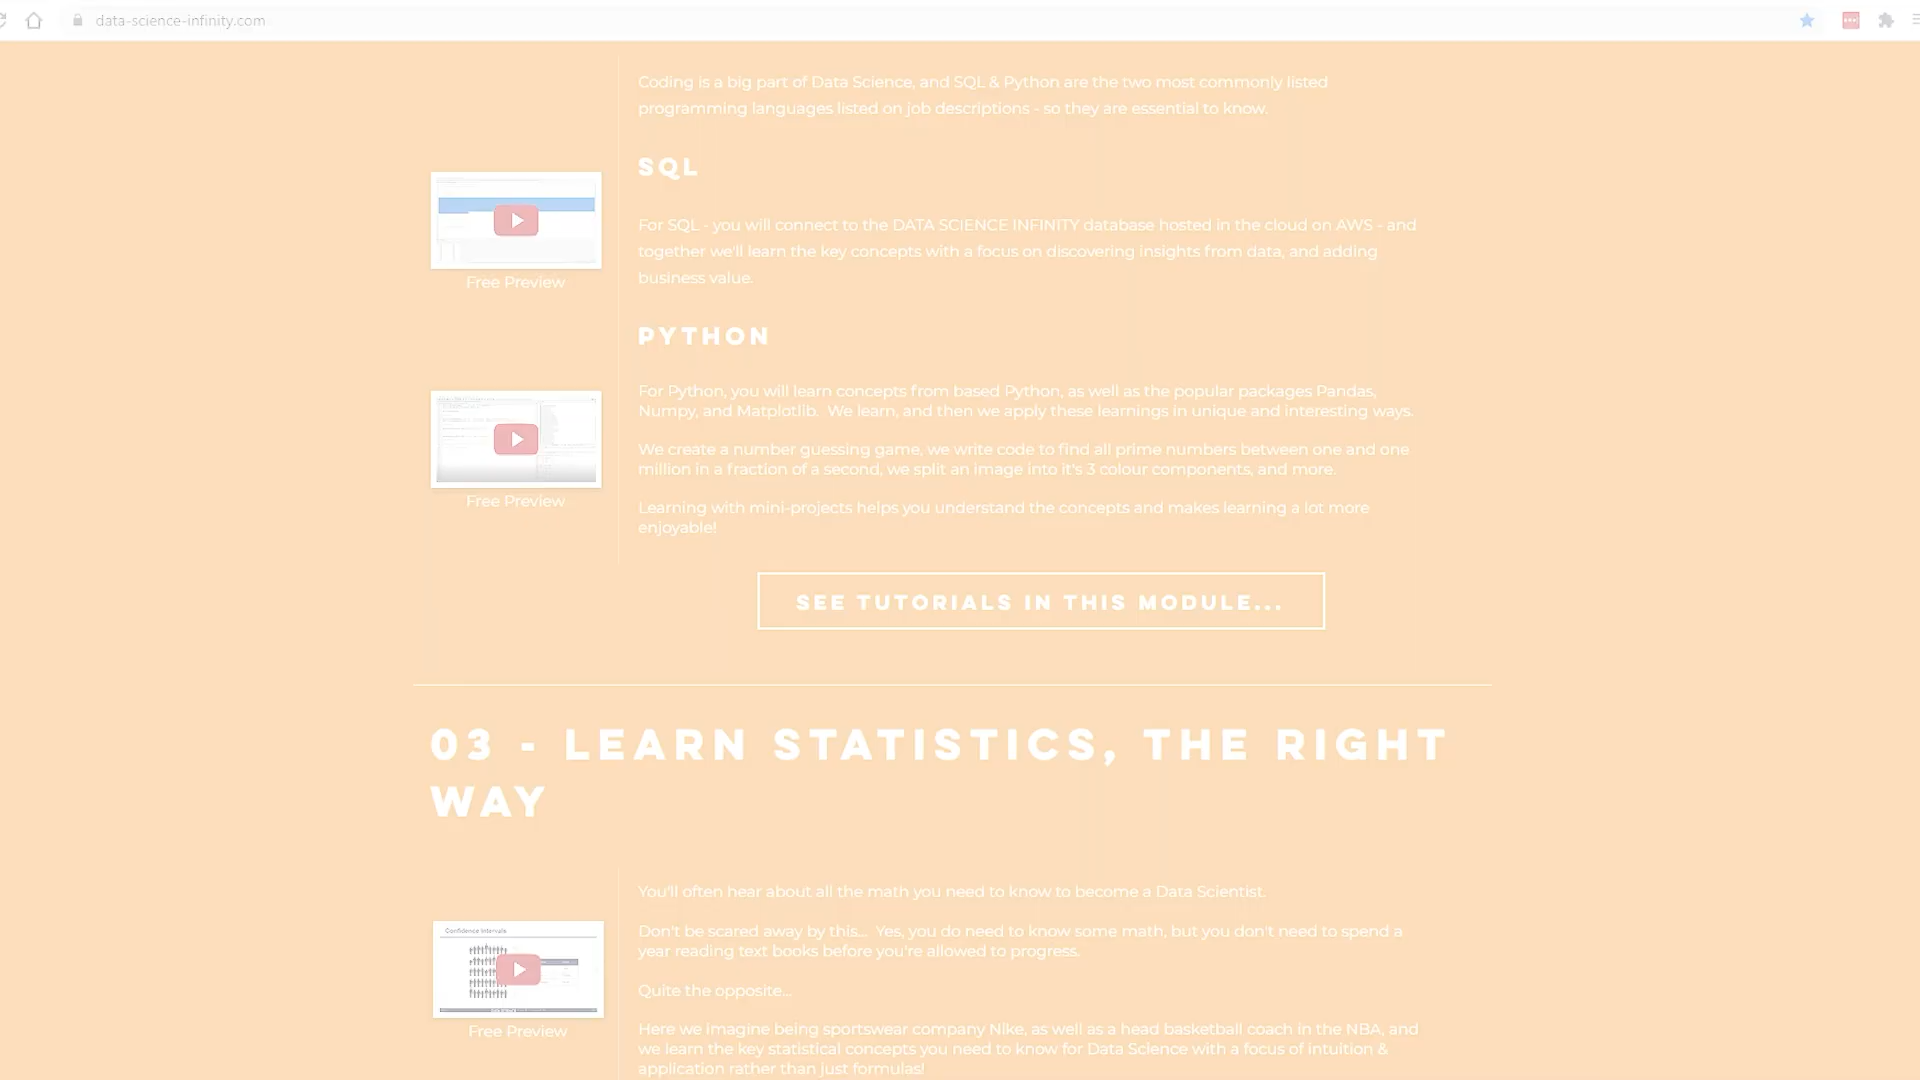 data-science-infinity.com
Coding is a big part of Data Science, and SQL & Python are the two most commonly listed
programming languages listed on job descriptions - so they are essential to know.
SQL
For SQL - you will connect to the DATA SCIENCE INFINITY database hosted in the cloud on AWS - and
together we'll learn the key concepts with a focus on discovering insights from data, and adding
business value.
Free Preview
PYTHON
For Python, you will learn concepts from based Python, as well as the popular packages Pandas,
Numpy, and Matplotlib.  We learn, and then we apply these learnings in unique and interesting ways.
We create a number guessing game, we write code to find all prime numbers between one and one
million in a fraction of a second, we split an image into it's 3 colour components, and more.
Free Preview
Learning with mini-projects helps you understand the concepts and makes learning a lot more
enjoyable!
SEE TUTORIALS IN THIS MODULE...
03 - LEARN STATISTICS, THE RIGHT
WAY
You'll often hear about all the math you need to know to become a Data Scientist.
Don't be scared away by this...  Yes, you do need to know some math, but you don't need to spend a
year reading text books before you're allowed to progress.
Quite the opposite...
Confidence Intervals
Free Preview
Here we imagine being sportswear company Nike, as well as a head basketball coach in the NBA, and
we learn the key statistical concepts you need to know for Data Science with a focus of intuition &
application rather than just formulas!